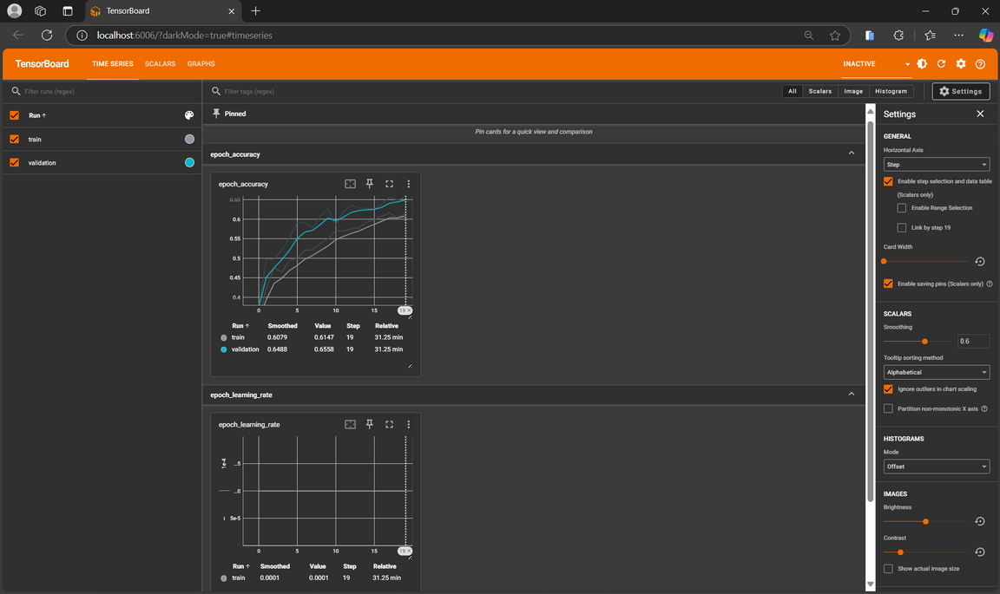 TensorBoard
localhost:6006/?darkMode=true#timeseries
TensorBoard
TIME SERIES
SCALARS
GRAPHS
INACTIVE
Filter runs (regex)
Run ↑
train
validation
Filter tags (regex)
All
Scalars
Image
Histogram
Settings
Pinned
Pin cards for a quick view and comparison
epoch_accuracy
epoch_accuracy
0.65
0.6
0.55
0.5
0.45
0.4
0 5 10 15 19 ×
Run ↑ Smoothed Value Step Relative
train 0.6079 0.6147 19 31.25 min
validation 0.6488 0.6558 19 31.25 min
epoch_learning_rate
epoch_learning_rate
1e-4
...5
...0
5e-5
0 5 10 15 19 ×
Run ↑ Smoothed Value Step Relative
train 0.0001 0.0001 19 31.25 min
Settings
GENERAL
Horizontal Axis
Step
Enable step selection and data table
(Scalars only)
Enable Range Selection
Link by step 19
Card Width
Enable saving pins (Scalars only)
SCALARS
Smoothing
0.6
Tooltip sorting method
Alphabetical
Ignore outliers in chart scaling
Partition non-monotonic X axis
HISTOGRAMS
Mode
Offset
IMAGES
Brightness
Contrast
Show actual image size